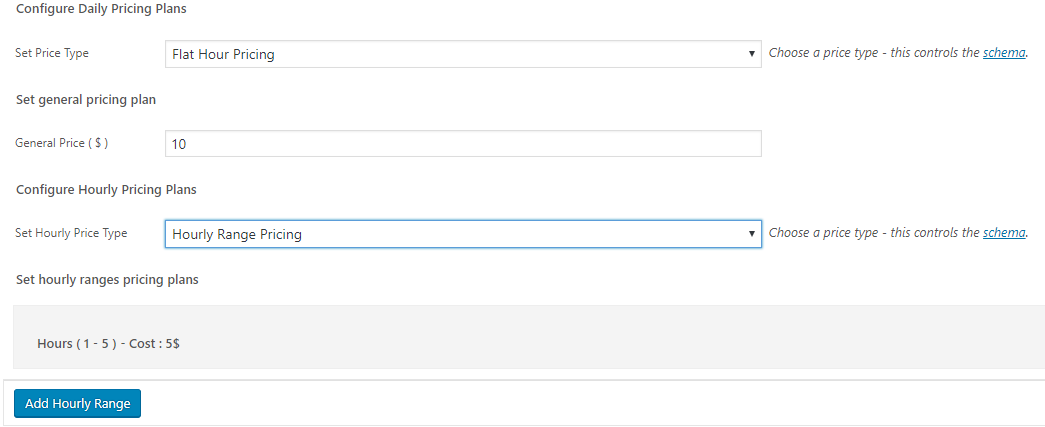 Configure Daily Pricing Plans
Set Price Type
Flat Hour Pricing
Choose a price type - this controls the schema.
Set general pricing plan
General Price ( $ )
10
Configure Hourly Pricing Plans
Set Hourly Price Type
Hourly Range Pricing
Choose a price type - this controls the schema.
Set hourly ranges pricing plans
Hours ( 1 - 5 ) - Cost : 5$
Add Hourly Range